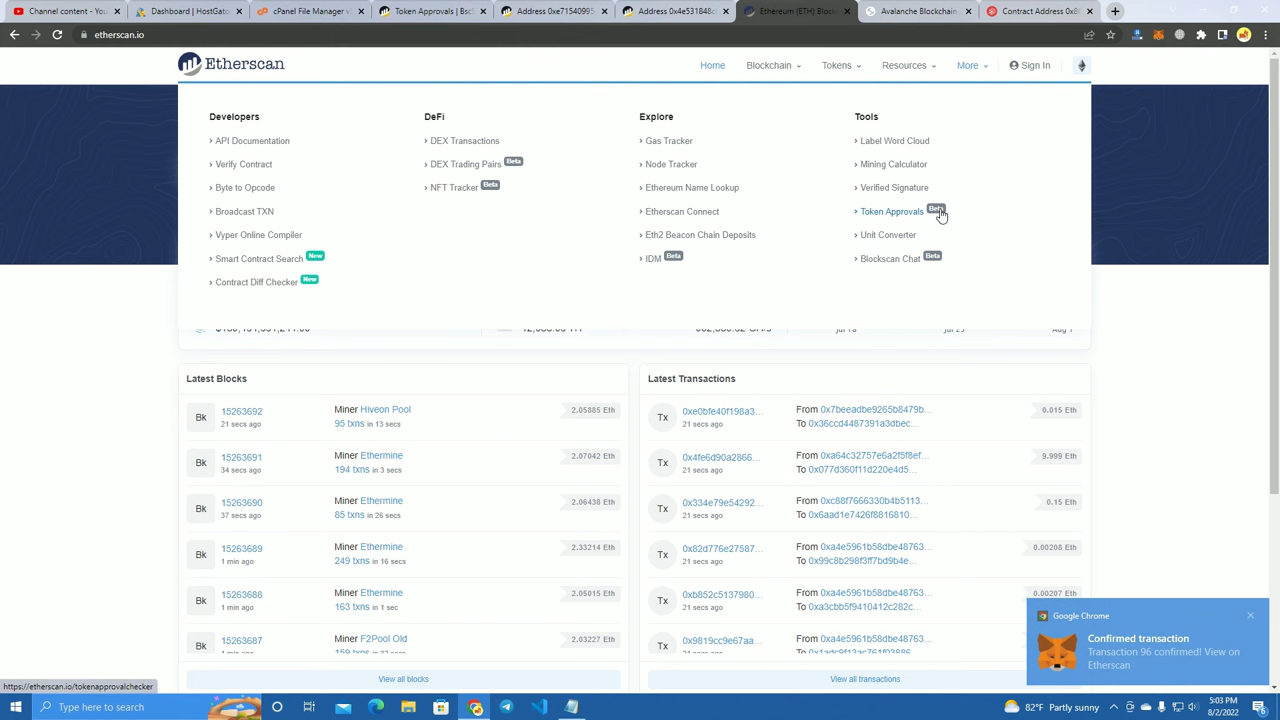 Channel content - You
Dashboard | HostGat
cPanel File Manager v
Token Approvals | BsC
Address 0xe7154099
Address 0x4e531848
Ethereum (ETH) Block
Avalanche Blockchain
Contract Address 0x8
etherscan.io
Etherscan
Home
Blockchain
Tokens
Resources
More
Sign In
Developers
API Documentation
Verify Contract
Byte to Opcode
Broadcast TXN
Vyper Online Compiler
Smart Contract Search New
Contract Diff Checker New
DeFi
DEX Transactions
DEX Trading Pairs Beta
NFT Tracker Beta
Explore
Gas Tracker
Node Tracker
Ethereum Name Lookup
Etherscan Connect
Eth2 Beacon Chain Deposits
IDM Beta
Tools
Label Word Cloud
Mining Calculator
Verified Signature
Token Approvals Beta
Unit Converter
Blockscan Chat Beta
Latest Blocks
Bk 15263692 Miner Hiveon Pool 2.05885 Eth
21 secs ago 95 txns in 13 secs
Bk 15263691 Miner Ethermine 2.07042 Eth
34 secs ago 194 txns in 3 secs
Bk 15263690 Miner Ethermine 2.06438 Eth
37 secs ago 85 txns in 26 secs
Bk 15263689 Miner Ethermine 2.33214 Eth
1 min ago 249 txns in 16 secs
Bk 15263688 Miner Ethermine 2.05015 Eth
1 min ago 163 txns in 1 sec
Bk 15263687 Miner F2Pool Old 2.03227 Eth
View all blocks
Latest Transactions
Tx 0xe0bfe40f198a3... From 0x7beeadbe9265b8479b... 0.015 Eth
21 secs ago To 0x36ccd4487391a3dbec...
Tx 0x4fe6d90a2866... From 0xa64c32757e6a2f5f8ef... 9.999 Eth
21 secs ago To 0x077d360f11d220e4d5...
Tx 0x334e79e54292... From 0xc88f7666330b4b5113... 0.15 Eth
21 secs ago To 0x6aad1e7426f8816810...
Tx 0x82d776e27587... From 0xa4e5961b58dbe48763... 0.00208 Eth
21 secs ago To 0x99c8b298f3ff7bd9b4e...
Tx 0xb852c5137980... From 0xa4e5961b58dbe48763... 0.00207 Eth
21 secs ago To 0xa3cbb5f9410412c282c...
Tx 0x9819cc9e67aa... From 0xa4e5961b58dbe48763...
View all transactions
Google Chrome
Confirmed transaction
Transaction 96 confirmed! View on
Etherscan
https://etherscan.io/tokenapprovalchecker
Type here to search
82°F Partly sunny
5:03 PM
8/2/2022